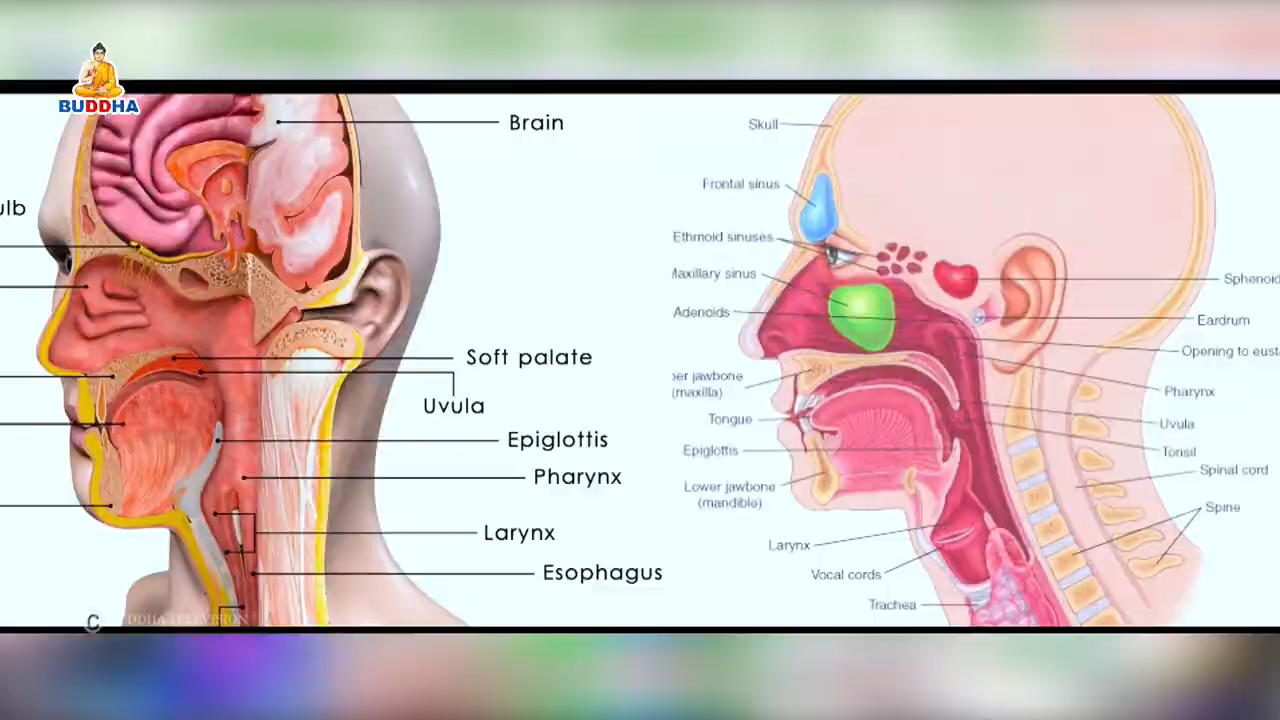 BUDDHA
ulb
Brain
Soft palate
Uvula
Epiglottis
Pharynx
Larynx
Esophagus
C
DDHA TELEVISION
Skull
Frontal sinus
Ethmoid sinuses
Maxillary sinus
Adenoids
per jawbone
(maxilla)
Tongue
Epiglottis
Lower jawbone
(mandible)
Larynx
Vocal cords
Trachea
Sphenoid
Eardrum
Opening to eust
Pharynx
Uvula
Tonsil
Spinal cord
Spine